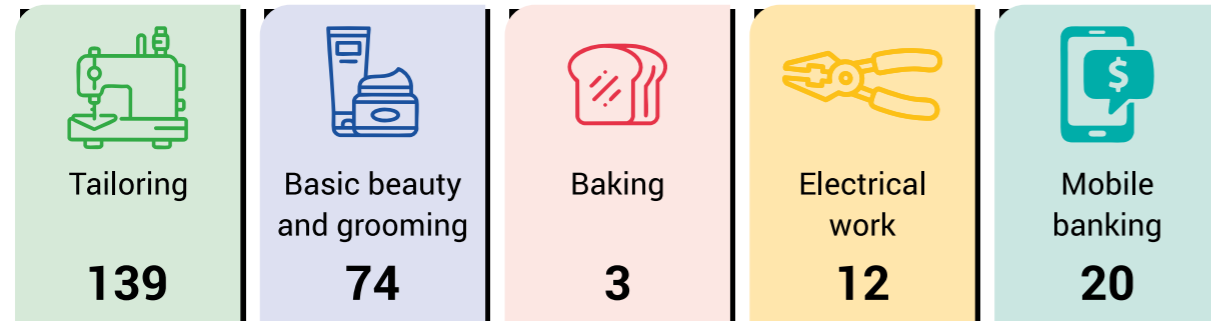 $
Tailoring
139
Basic beauty
and grooming
74
Baking
3
Electrical
work
12
Mobile
banking
20